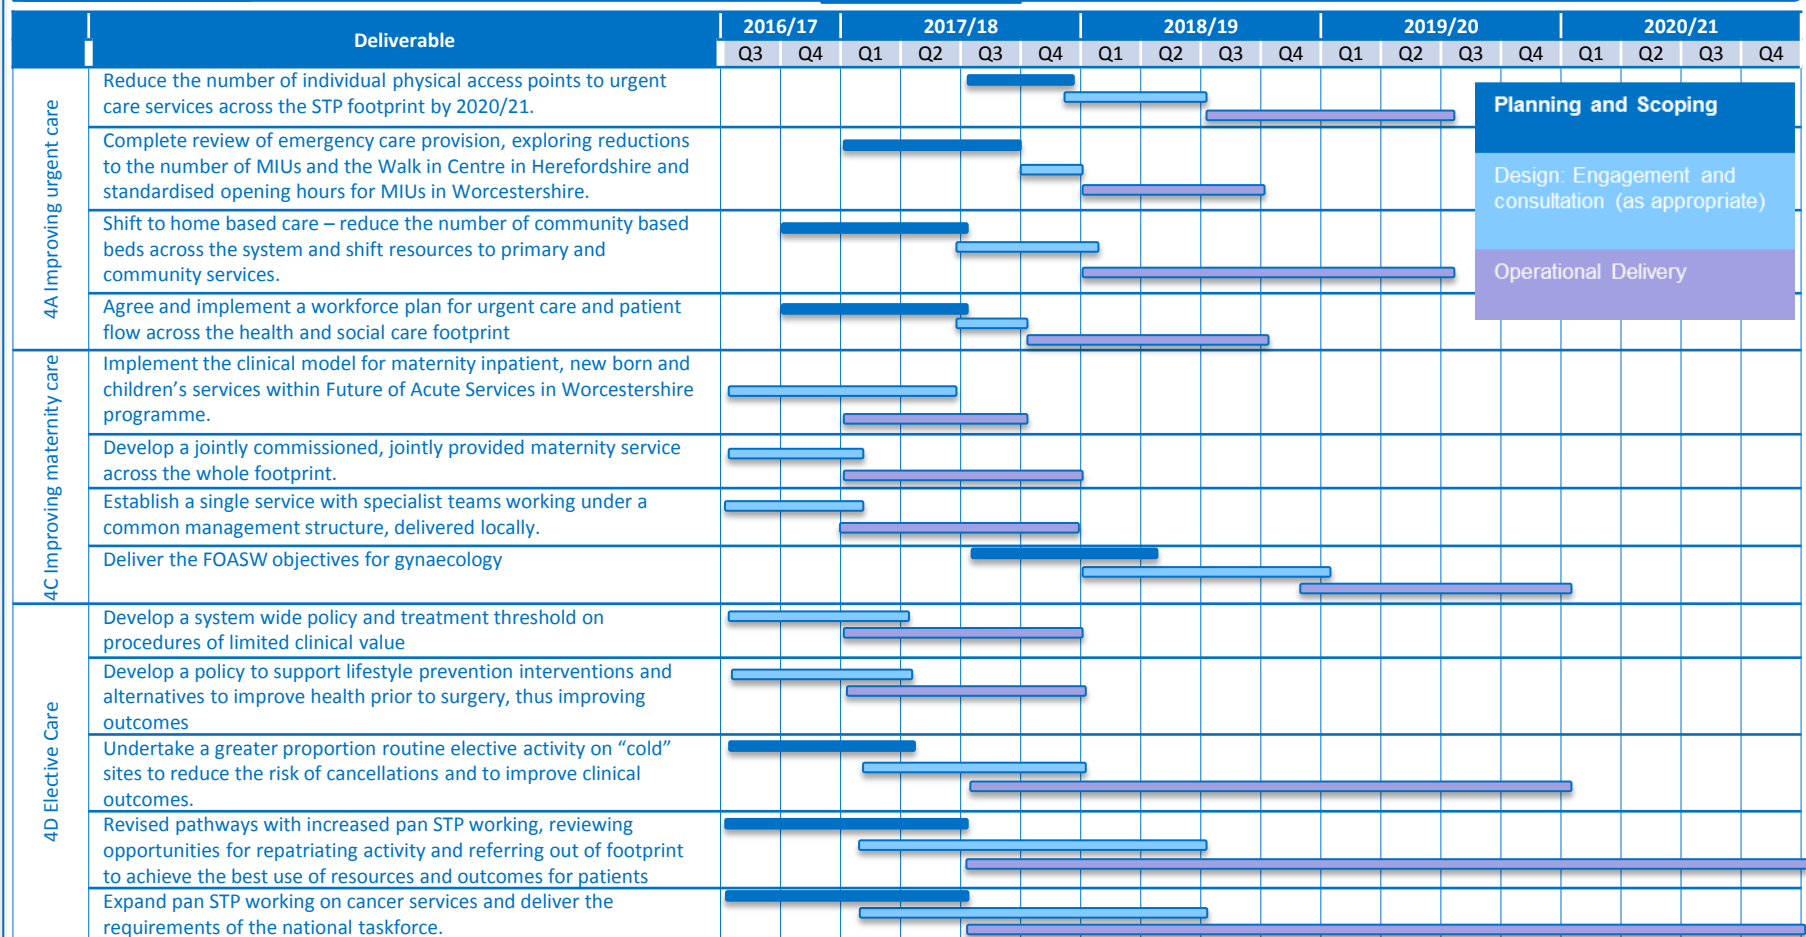 Deliverable
2016/17 2017/18 2018/19 2019/20 2020/21
Q3 Q4 Q1 Q2 Q3 Q4 Q1 Q2 Q3 Q4 Q1 Q2 Q3 Q4 Q1 Q2 Q3 Q4
4A Improving urgent care
Reduce the number of individual physical access points to urgent
care services across the STP footprint by 2020/21.
Complete review of emergency care provision, exploring reductions
to the number of MIUs and the Walk in Centre in Herefordshire and
standardised opening hours for MIUs in Worcestershire.
Shift to home based care – reduce the number of community based
beds across the system and shift resources to primary and
community services.
Agree and implement a workforce plan for urgent care and patient
flow across the health and social care footprint
4C Improving maternity care
Implement the clinical model for maternity inpatient, new born and
children's services within Future of Acute Services in Worcestershire
programme.
Develop a jointly commissioned, jointly provided maternity service
across the whole footprint.
Establish a single service with specialist teams working under a
common management structure, delivered locally.
Deliver the FOASW objectives for gynaecology
4D Elective Care
Develop a system wide policy and treatment threshold on
procedures of limited clinical value
Develop a policy to support lifestyle prevention interventions and
alternatives to improve health prior to surgery, thus improving
outcomes
Undertake a greater proportion routine elective activity on “cold”
sites to reduce the risk of cancellations and to improve clinical
outcomes.
Revised pathways with increased pan STP working, reviewing
opportunities for repatriating activity and referring out of footprint
to achieve the best use of resources and outcomes for patients
Expand pan STP working on cancer services and deliver the
requirements of the national taskforce.
Planning and Scoping
Design: Engagement and
consultation (as appropriate)
Operational Delivery